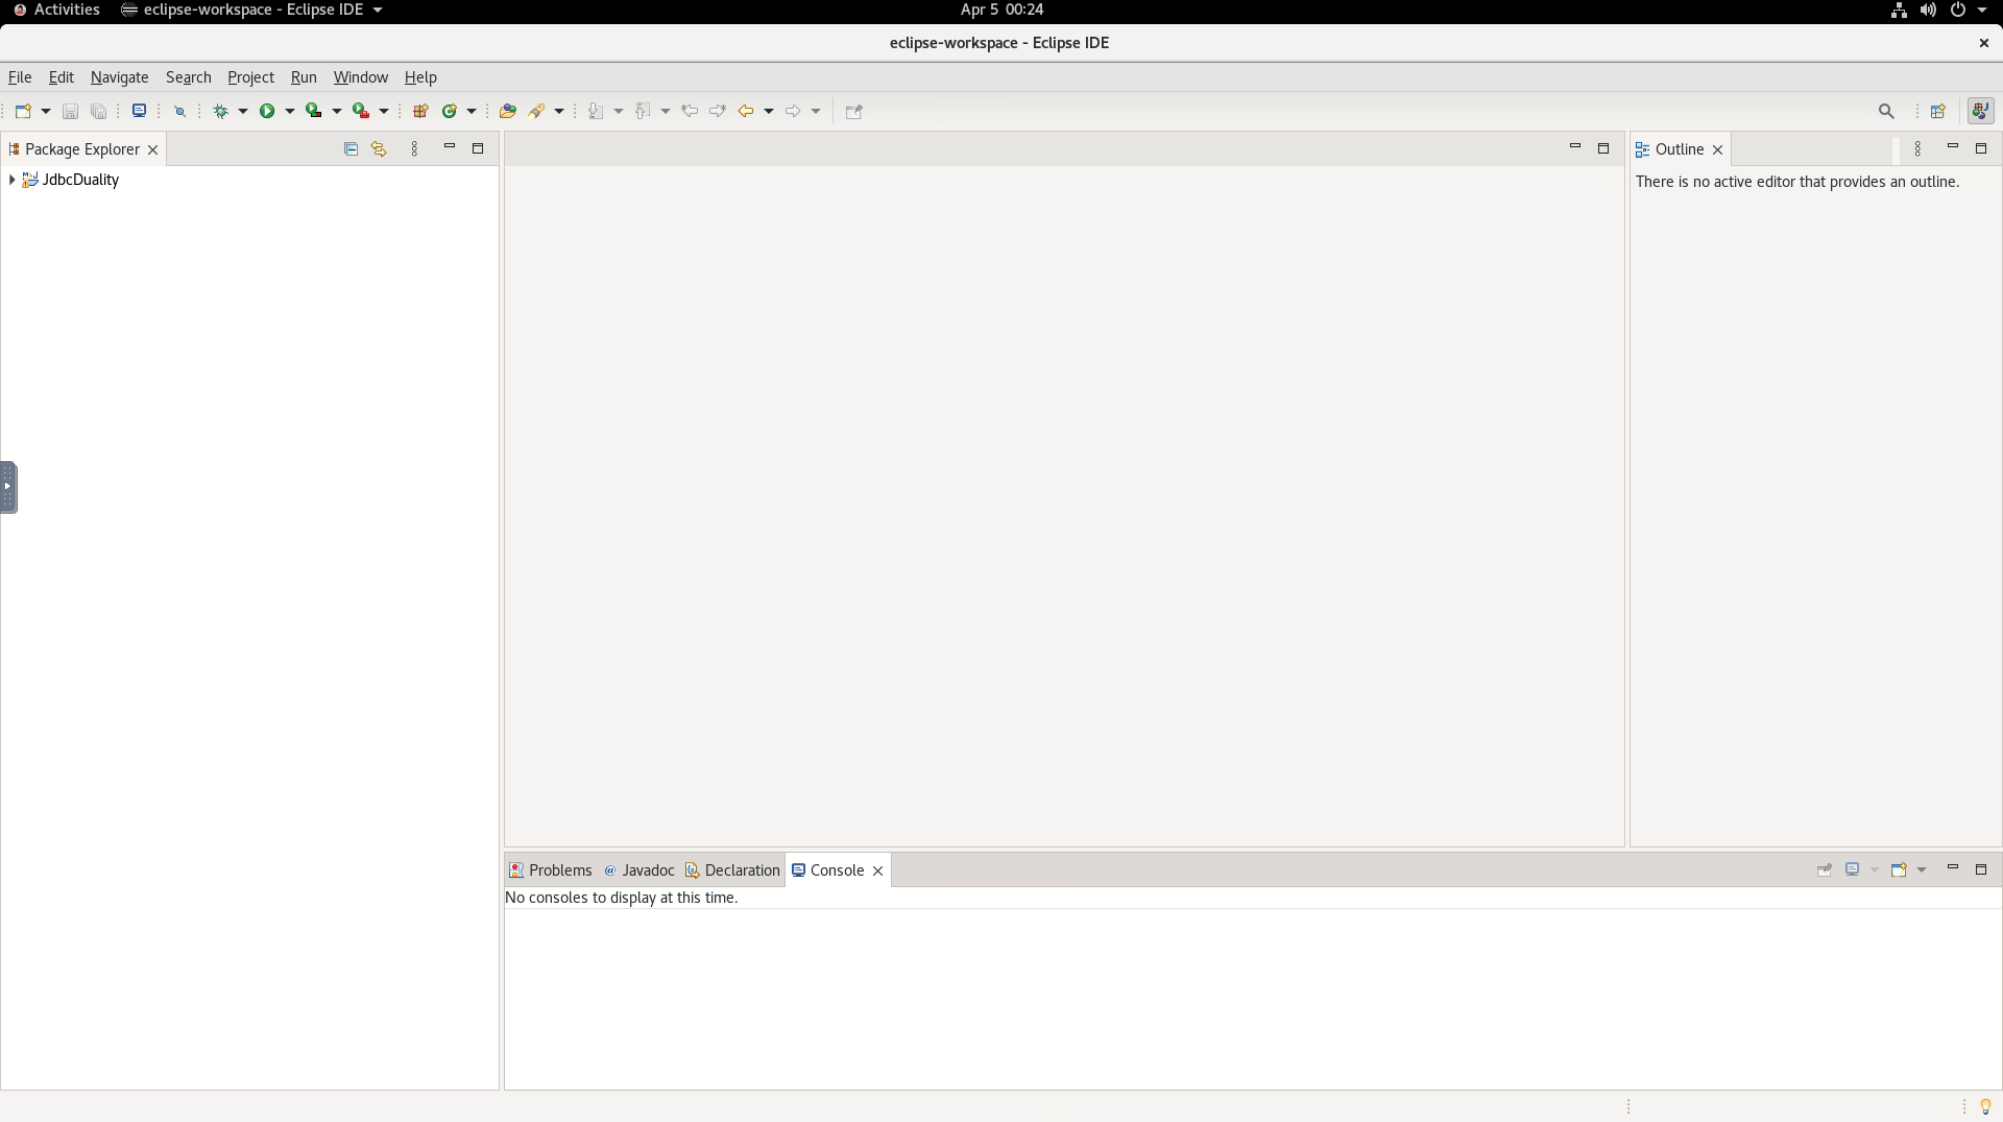 Activities eclipse-workspace - Eclipse IDE Apr 5 00:24
eclipse-workspace - Eclipse IDE
File Edit Navigate Search Project Run Window Help
Package Explorer
Outline
JdbcDuality
There is no active editor that provides an outline.
Problems Javadoc Declaration Console
No consoles to display at this time.